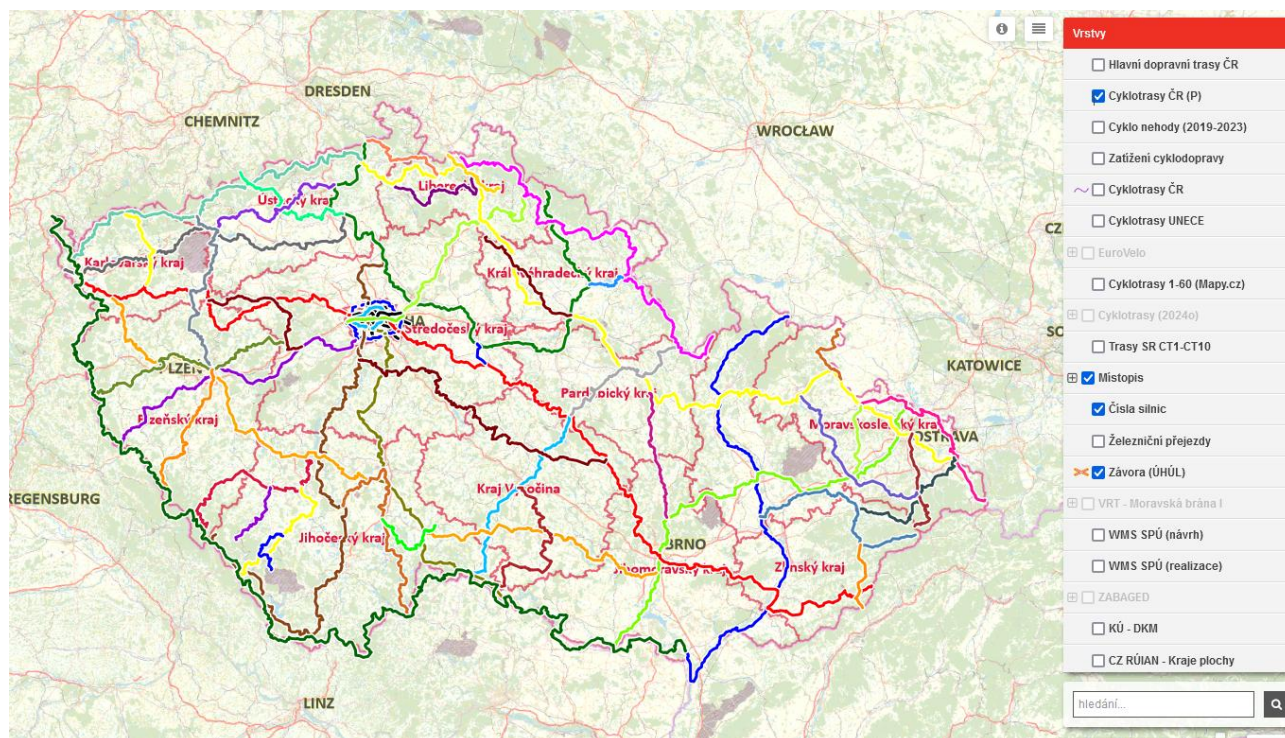 Vrstvy
Hlavní dopravní trasy ČR
Cyklotrasy ČR (P)
Cyklo nehody (2019-2023)
Zatížení cyklodopravy
Cyklotrasy ČR
Cyklotrasy UNECE
EuroVelo
Cyklotrasy 1-60 (Mapy.cz)
Cyklotrasy (2024o)
Trasy SR CT1-CT10
Místopis
Čísla silnic
Železniční přejezdy
Závora (ÚHÚL)
VRT - Moravská brána I
WMS SPÚ (návrh)
WMS SPÚ (realizace)
ZABAGED
KÚ - DKM
CZ RÚIAN - Kraje plochy
hledání...
DRESDEN
CHEMNITZ
WROCŁAW
Ústecký kraj
Liberecký kraj
Karlovarský kraj
Královéhradecký kraj
HA
Středočeský kraj
KATOWICE
LZEŇ
Pardubický kraj
Plzeňský kraj
Moravskoslezský kraj
OSTRAVA
REGENSBURG
Kraj Vysočina
Jihočeský kraj
BRNO
Jihomoravský kraj
Zlínský kraj
LINZ